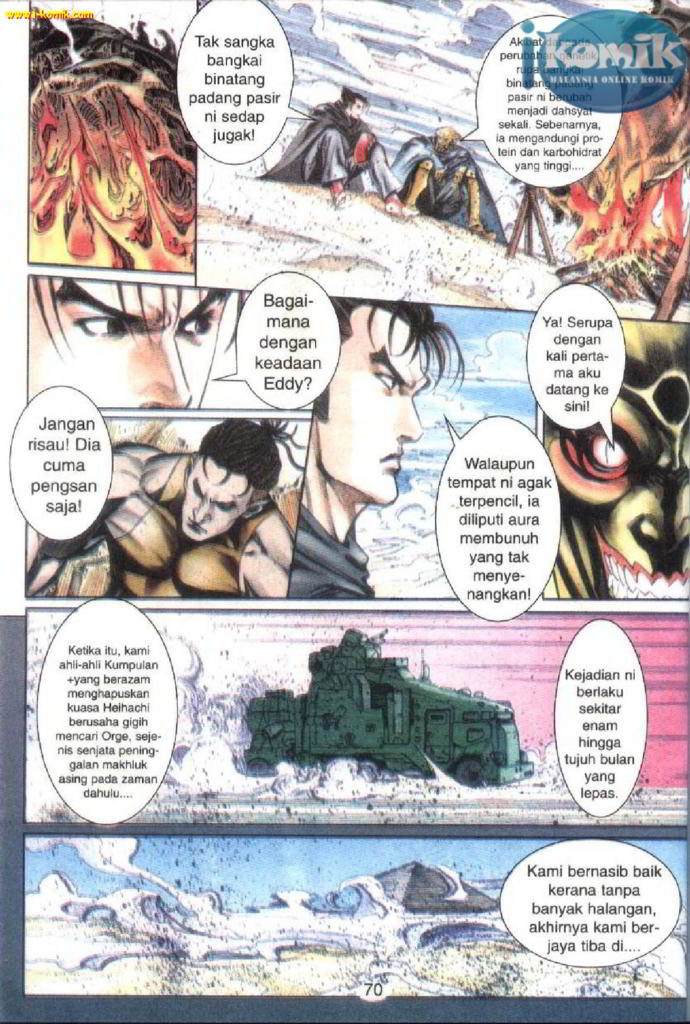 www.i-komik.com
iKomik
MALAYSIA ONLINE KOMIK
Tak sangka
bangkai
binatang
padang pasir
ni sedap
jugak!
Akibat daripada
perubahan genetik
rupa bangkai
binatang padang
pasir ni berubah
menjadi dahsyat
sekali. Sebenarnya,
ia mengandungi pro-
tein dan karbohidrat
yang tinggi....
Bagai-
mana
dengan
keadaan
Eddy?
Ya! Serupa
dengan
kali perta-
ma aku
datang ke
sini!
Jangan
risau! Dia
cuma
pengsan
saja!
Walaupun
tempat ni agak
terpencil, ia
diliputi aura
membunuh
yang tak
menye-
nangkan!
Ketika itu, kami
ahli-ahli Kumpulan
+yang berazam
menghapuskan
kuasa Heihachi
berusaha gigih
mencari Orge, seje-
nis senjata pening-
galan makhluk
asing pada zaman
dahulu....
Kejadian ni
berlaku
sekitar
enam
hingga
tujuh bulan
yang
lepas.
Kami bernasib baik
kerana tanpa
banyak halangan,
akhirnya kami ber-
jaya tiba di....
70